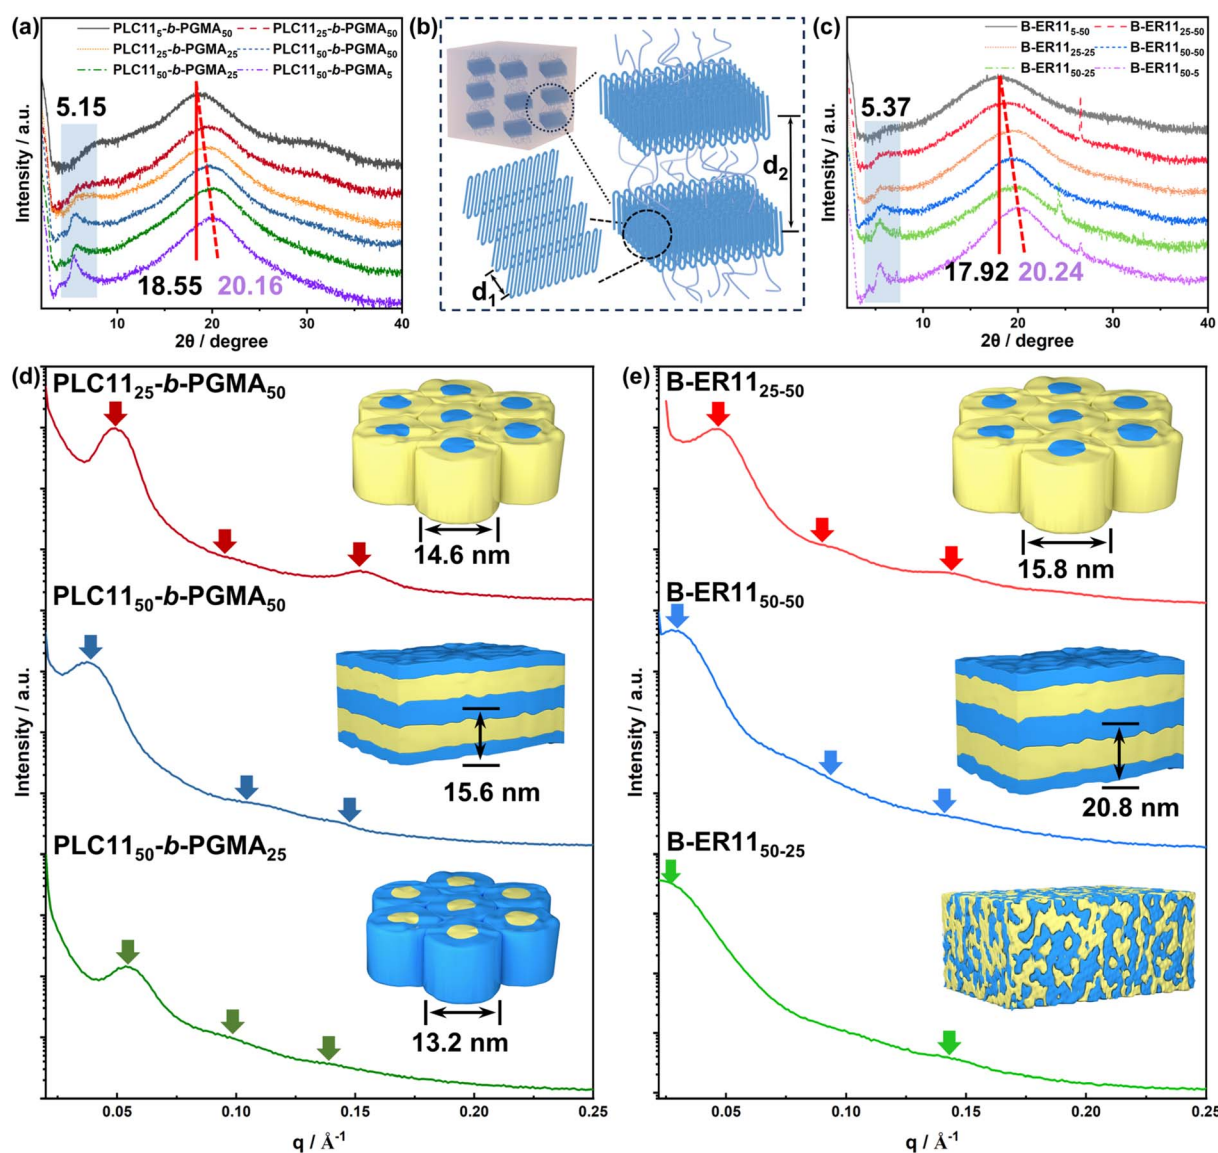 (a)
PLC11₅-b-PGMA₅₀ PLC11₂₅-b-PGMA₅₀
PLC11₂₅-b-PGMA₂₅ PLC11₅₀-b-PGMA₅₀
PLC11₅₀-b-PGMA₂₅ PLC11₅₀-b-PGMA₅
5.15
18.55 20.16
Intensity / a.u.
10 20 30 40
2θ / degree
(b)
d₁
d₂
(c)
B-ER11₅₋₅₀ B-ER11₂₅₋₅₀
B-ER11₂₅₋₂₅ B-ER11₅₀₋₅₀
B-ER11₅₀₋₂₅ B-ER11₅₀₋₅
5.37
17.92 20.24
Intensity / a.u.
10 20 30 40
2θ / degree
(d)
PLC11₂₅-b-PGMA₅₀
14.6 nm
PLC11₅₀-b-PGMA₅₀
15.6 nm
PLC11₅₀-b-PGMA₂₅
13.2 nm
Intensity / a.u.
0.05 0.10 0.15 0.20 0.25
q / Å⁻¹
(e)
B-ER11₂₅₋₅₀
15.8 nm
B-ER11₅₀₋₅₀
20.8 nm
B-ER11₅₀₋₂₅
Intensity / a.u.
0.05 0.10 0.15 0.20 0.25
q / Å⁻¹